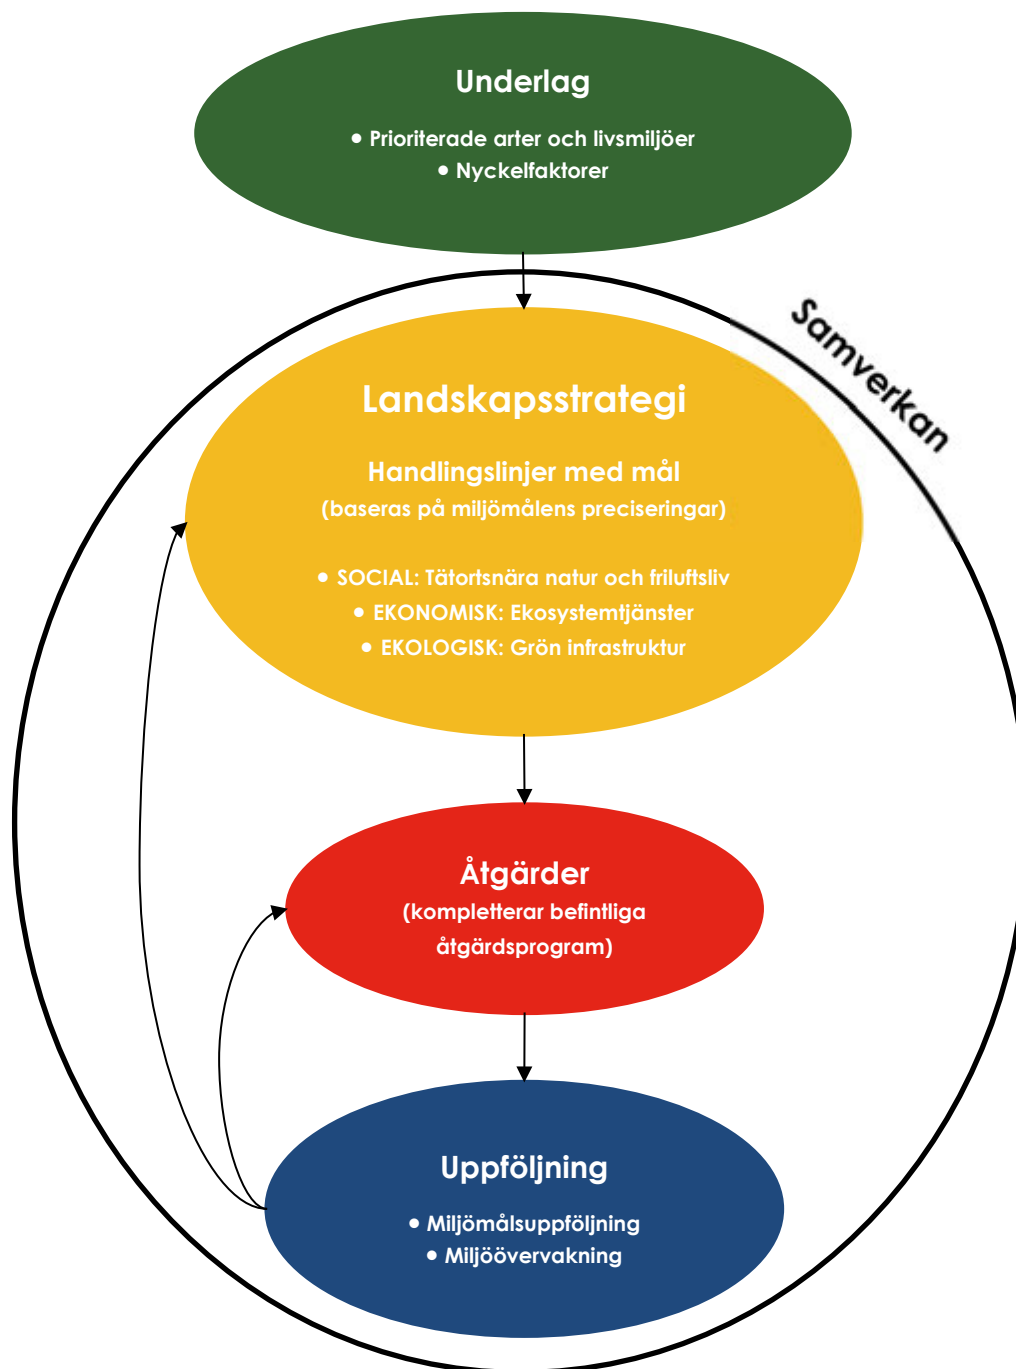 Underlag
• Prioriterade arter och livsmiljöer
• Nyckelfaktorer
Samverkan
Landskapsstrategi
Handlingslinjer med mål
(baseras på miljömålens preciseringar)
• SOCIAL: Tätortsnära natur och friluftsliv
• EKONOMISK: Ekosystemtjänster
• EKOLOGISK: Grön infrastruktur
Åtgärder
(kompletterar befintliga
åtgärdsprogram)
Uppföljning
• Miljömålsuppföljning
• Miljöövervakning